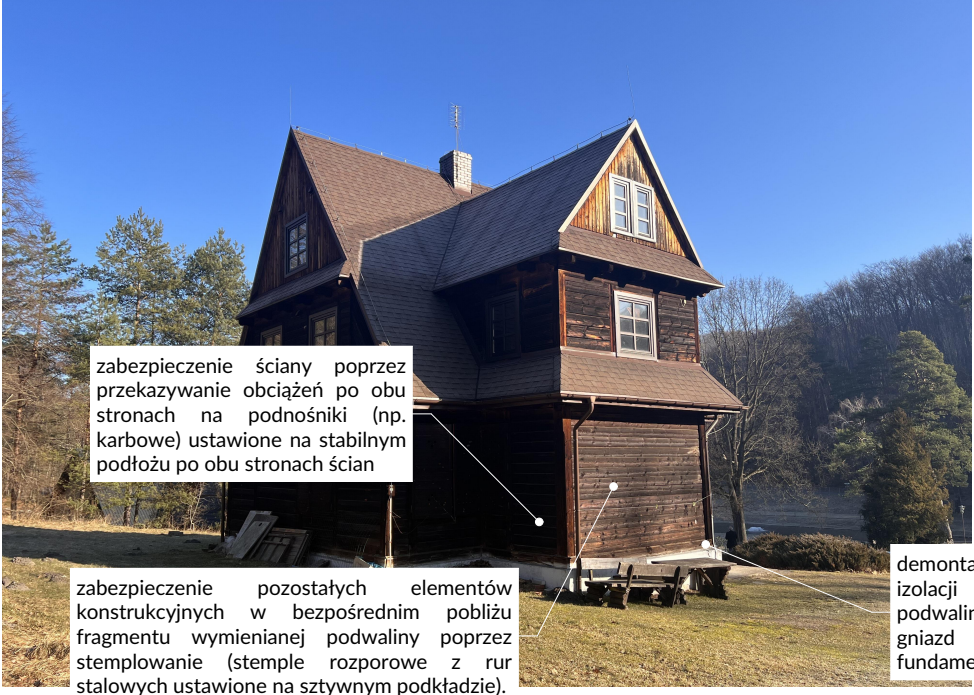 zabezpieczenie ściany poprzez
przekazywanie obciążeń po obu
stronach na podnośniki (np.
karbowe) ustawione na stabilnym
podłożu po obu stronach ścian
zabezpieczenie pozostałych elementów
konstrukcyjnych w bezpośrednim pobliżu
fragmentu wymienianej podwaliny poprzez
stemplowanie (stemple rozporowe z rur
stalowych ustawione na sztywnym podkładzie).
izolacji
gniazd